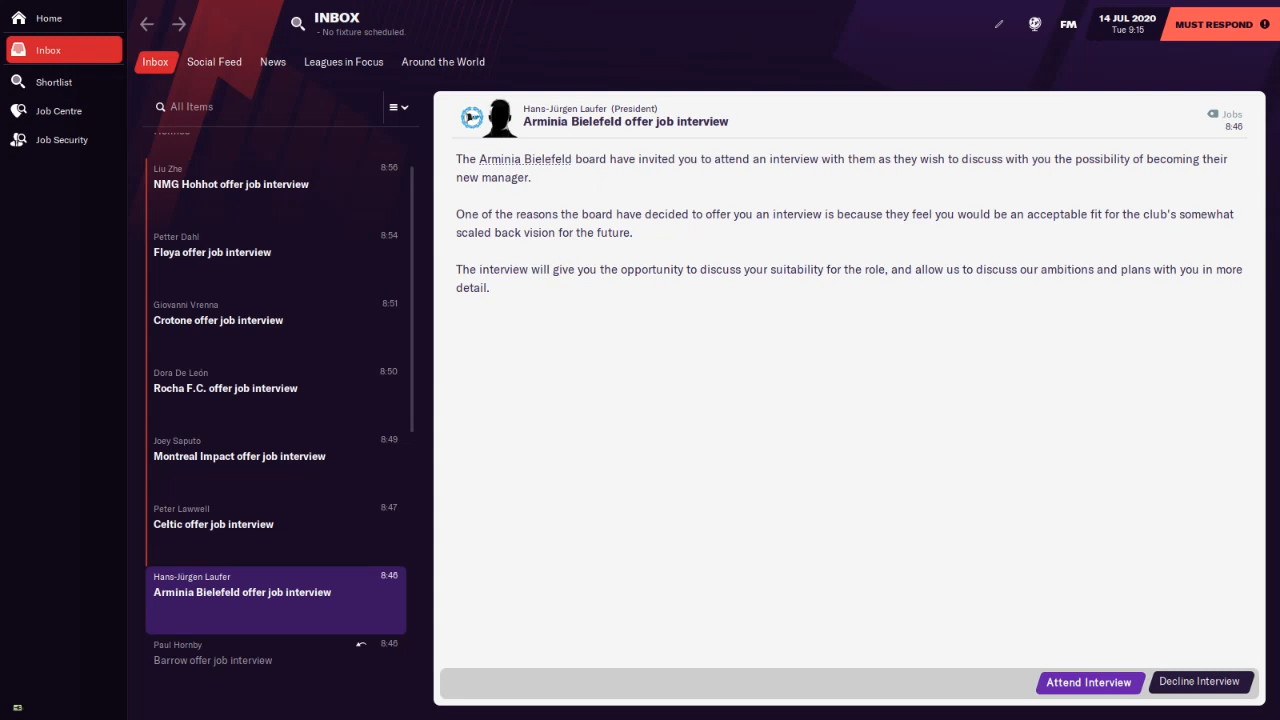 Home
Inbox
Shortlist
Job Centre
Job Security
INBOX
- No fixture scheduled.
FM
14 JUL 2020
Tue 9:15
MUST RESPOND
Inbox
Social Feed
News
Leagues in Focus
Around the World
All Items
Liu Zhe
8:56
NMG Hohhot offer job interview
Petter Dahl
8:54
Fløya offer job interview
Giovanni Vrenna
8:51
Crotone offer job interview
Dora De León
8:50
Rocha F.C. offer job interview
Joey Saputo
8:49
Montreal Impact offer job interview
Peter Lawwell
8:47
Celtic offer job interview
Hans-Jürgen Laufer
8:46
Arminia Bielefeld offer job interview
Paul Hornby
8:46
Barrow offer job interview
Hans-Jürgen Laufer (President)
Arminia Bielefeld offer job interview
Jobs
8:46
The Arminia Bielefeld board have invited you to attend an interview with them as they wish to discuss with you the possibility of becoming their
new manager.
One of the reasons the board have decided to offer you an interview is because they feel you would be an acceptable fit for the club's somewhat
scaled back vision for the future.
The interview will give you the opportunity to discuss your suitability for the role, and allow us to discuss our ambitions and plans with you in more
detail.
Attend Interview
Decline Interview